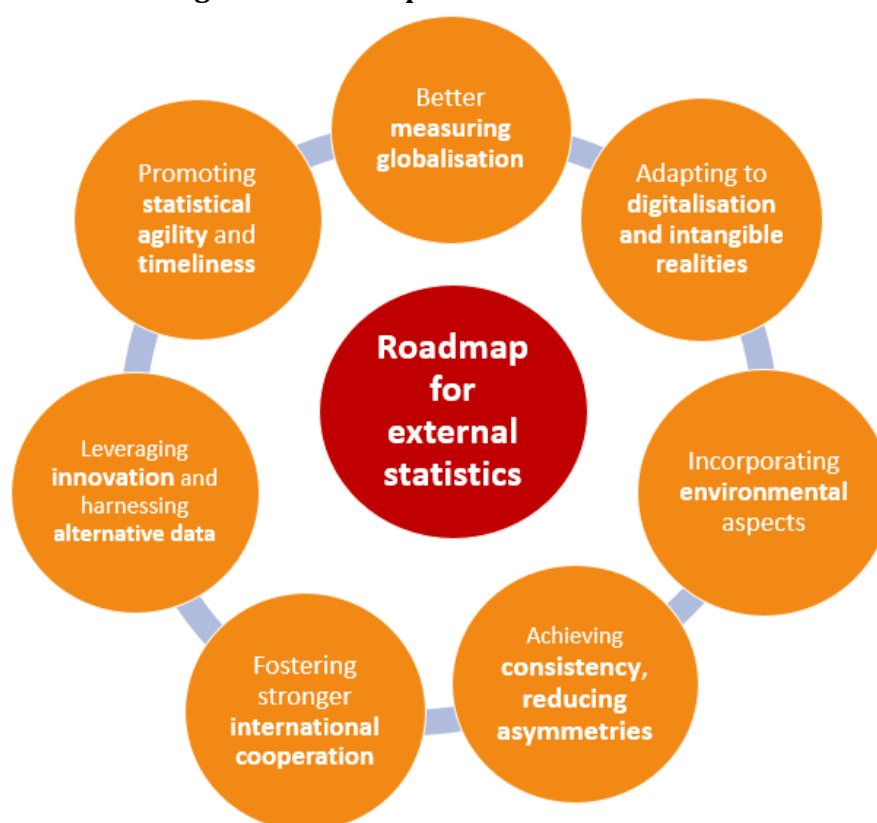 Better
measuring
globalisation
Adapting to
digitalisation
and intangible
realities
Incorporating
environmental
aspects
Achieving
consistency,
reducing
asymmetries
Fostering
stronger
international
cooperation
Leveraging
innovation and
harnessing
alternative data
Promoting
statistical
agility and
timeliness
Roadmap
for
external
statistics